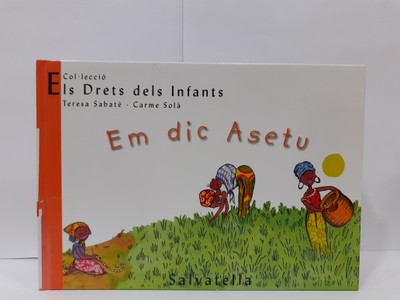 Col·lecció
Els Drets dels Infants
Teresa Sabaté - Carme Solà
Em dic Asetu
Salvatella